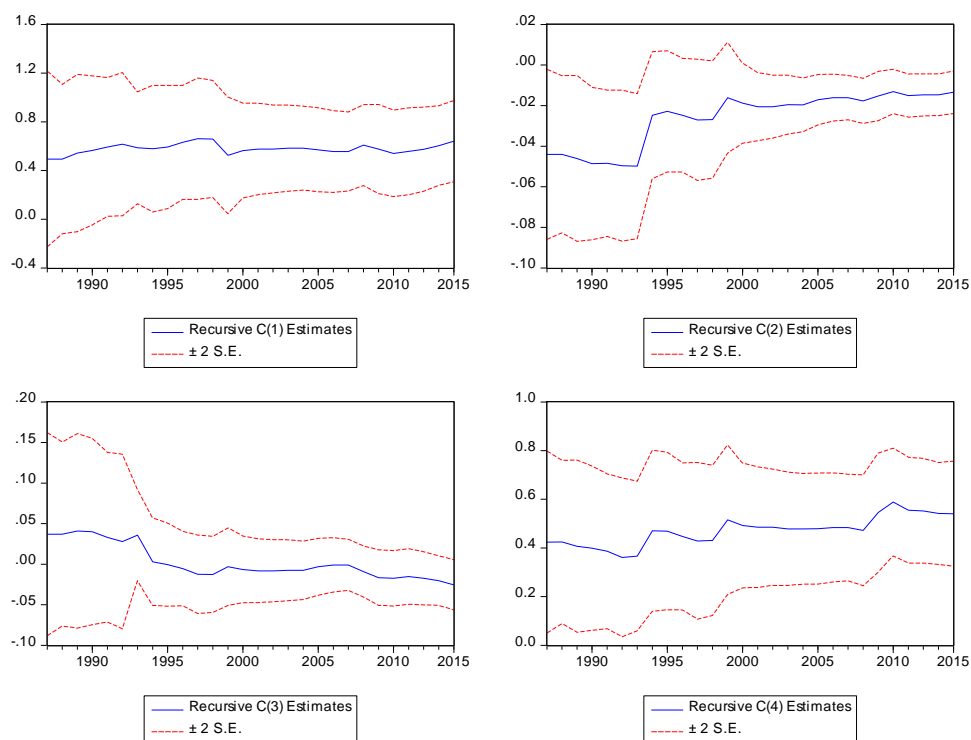 1.6
1.2
0.8
0.4
0.0
-0.4
1990 1995 2000 2005 2010 2015
Recursive C(1) Estimates
± 2 S.E.
.02
.00
-.02
-.04
-.06
-.08
-.10
1990 1995 2000 2005 2010 2015
Recursive C(2) Estimates
± 2 S.E.
.20
.15
.10
.05
.00
-.05
-.10
1990 1995 2000 2005 2010 2015
Recursive C(3) Estimates
± 2 S.E.
1.0
0.8
0.6
0.4
0.2
0.0
1990 1995 2000 2005 2010 2015
Recursive C(4) Estimates
± 2 S.E.